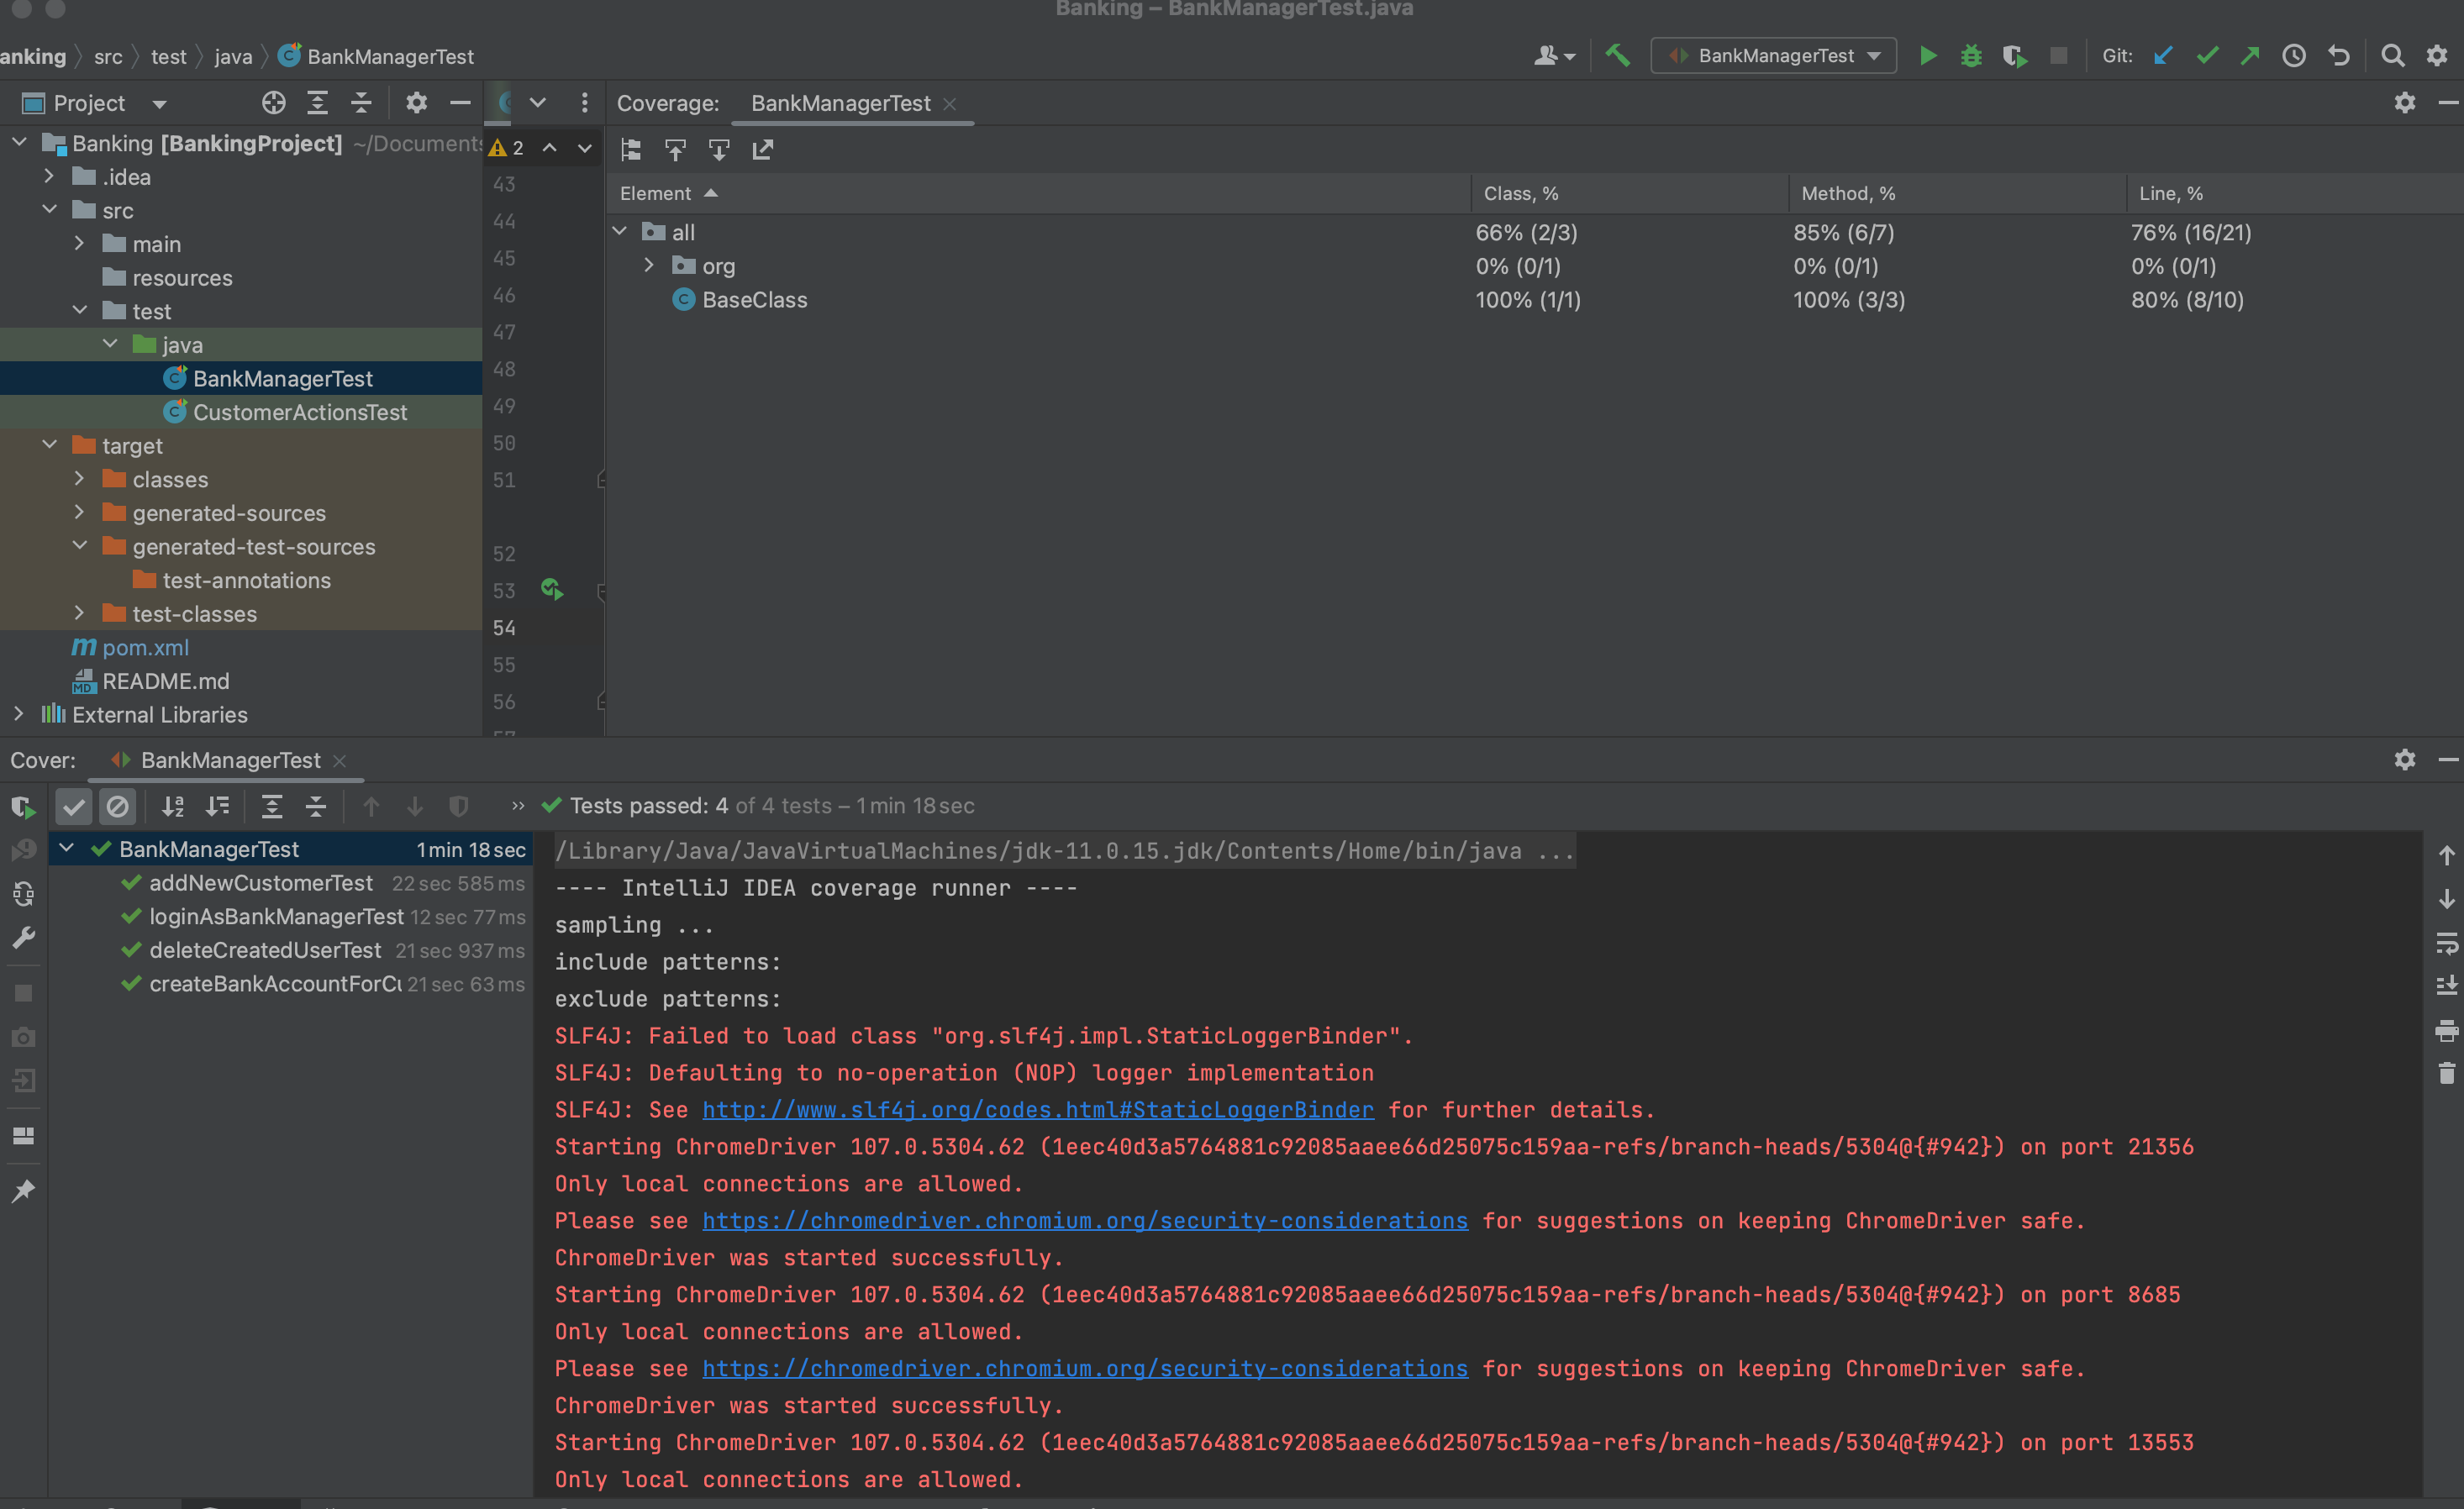 Banking – BankManagerTest.java
anking
src
test
java
BankManagerTest
BankManagerTest
Git:
Project
Coverage:
BankManagerTest
Banking [BankingProject] ~/Documents
.idea
src
main
resources
test
java
BankManagerTest
CustomerActionsTest
target
classes
generated-sources
generated-test-sources
test-annotations
test-classes
pom.xml
MD README.md
External Libraries
2
43
44
45
46
47
48
49
50
51
52
53
54
55
56
57
Element Class, % Method, % Line, %
all 66% (2/3) 85% (6/7) 76% (16/21)
org 0% (0/1) 0% (0/1) 0% (0/1)
BaseClass 100% (1/1) 100% (3/3) 80% (8/10)
Cover: BankManagerTest
Tests passed: 4 of 4 tests – 1 min 18 sec
BankManagerTest 1 min 18 sec
addNewCustomerTest 22 sec 585 ms
loginAsBankManagerTest 12 sec 77 ms
deleteCreatedUserTest 21 sec 937 ms
createBankAccountForCu 21 sec 63 ms
/Library/Java/JavaVirtualMachines/jdk-11.0.15.jdk/Contents/Home/bin/java ...
---- IntelliJ IDEA coverage runner ----
sampling ...
include patterns:
exclude patterns:
SLF4J: Failed to load class "org.slf4j.impl.StaticLoggerBinder".
SLF4J: Defaulting to no-operation (NOP) logger implementation
SLF4J: See http://www.slf4j.org/codes.html#StaticLoggerBinder for further details.
Starting ChromeDriver 107.0.5304.62 (1eec40d3a5764881c92085aaee66d25075c159aa-refs/branch-heads/5304@{#942}) on port 21356
Only local connections are allowed.
Please see https://chromedriver.chromium.org/security-considerations for suggestions on keeping ChromeDriver safe.
ChromeDriver was started successfully.
Starting ChromeDriver 107.0.5304.62 (1eec40d3a5764881c92085aaee66d25075c159aa-refs/branch-heads/5304@{#942}) on port 8685
Only local connections are allowed.
Please see https://chromedriver.chromium.org/security-considerations for suggestions on keeping ChromeDriver safe.
ChromeDriver was started successfully.
Starting ChromeDriver 107.0.5304.62 (1eec40d3a5764881c92085aaee66d25075c159aa-refs/branch-heads/5304@{#942}) on port 13553
Only local connections are allowed.